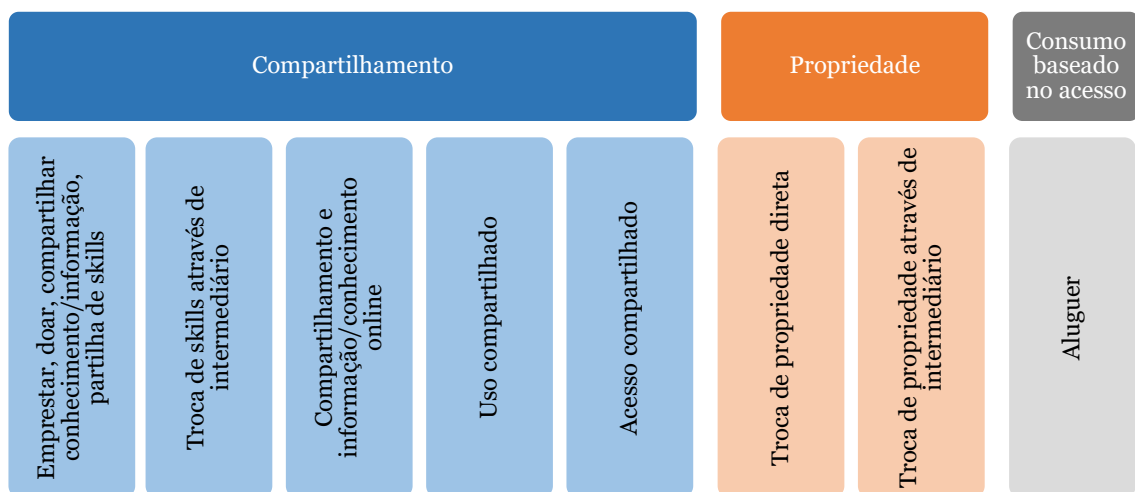 Compartilhamento
Propriedade
Consumo
baseado
no acesso
Emprestar, doar, compartilhar
conhecimento/informação,
partilha de skills
Troca de skills através de
intermediário
Compartilhamento e
informação/conhecimento
online
Uso compartilhado
Acesso compartilhado
Troca de propriedade direta
Troca de propriedade através de
intermediário
Aluguer